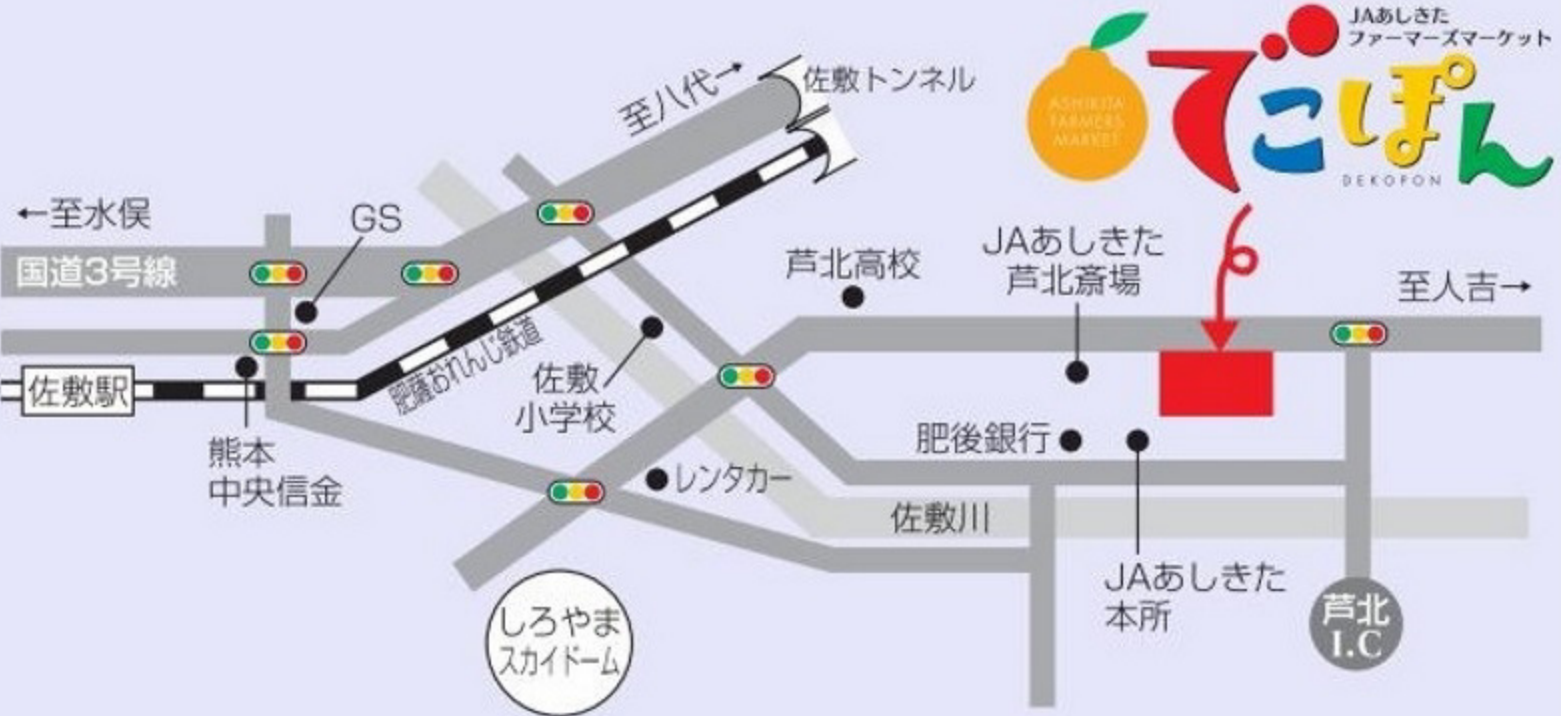 JAあしきた
ファーマーズマーケット
でこぽん
DEKOPON
ASHIKITA
FARMERS
MARKET
至八代→
佐敷トンネル
←至水俣
GS
国道3号線
芦北高校
JAあしきた
芦北斎場
至人吉→
佐敷駅
肥薩おれんじ鉄道
佐敷
小学校
肥後銀行
熊本
中央信金
レンタカー
佐敷川
JAあしきた
本所
しろやま
スカイドーム
芦北
I.C